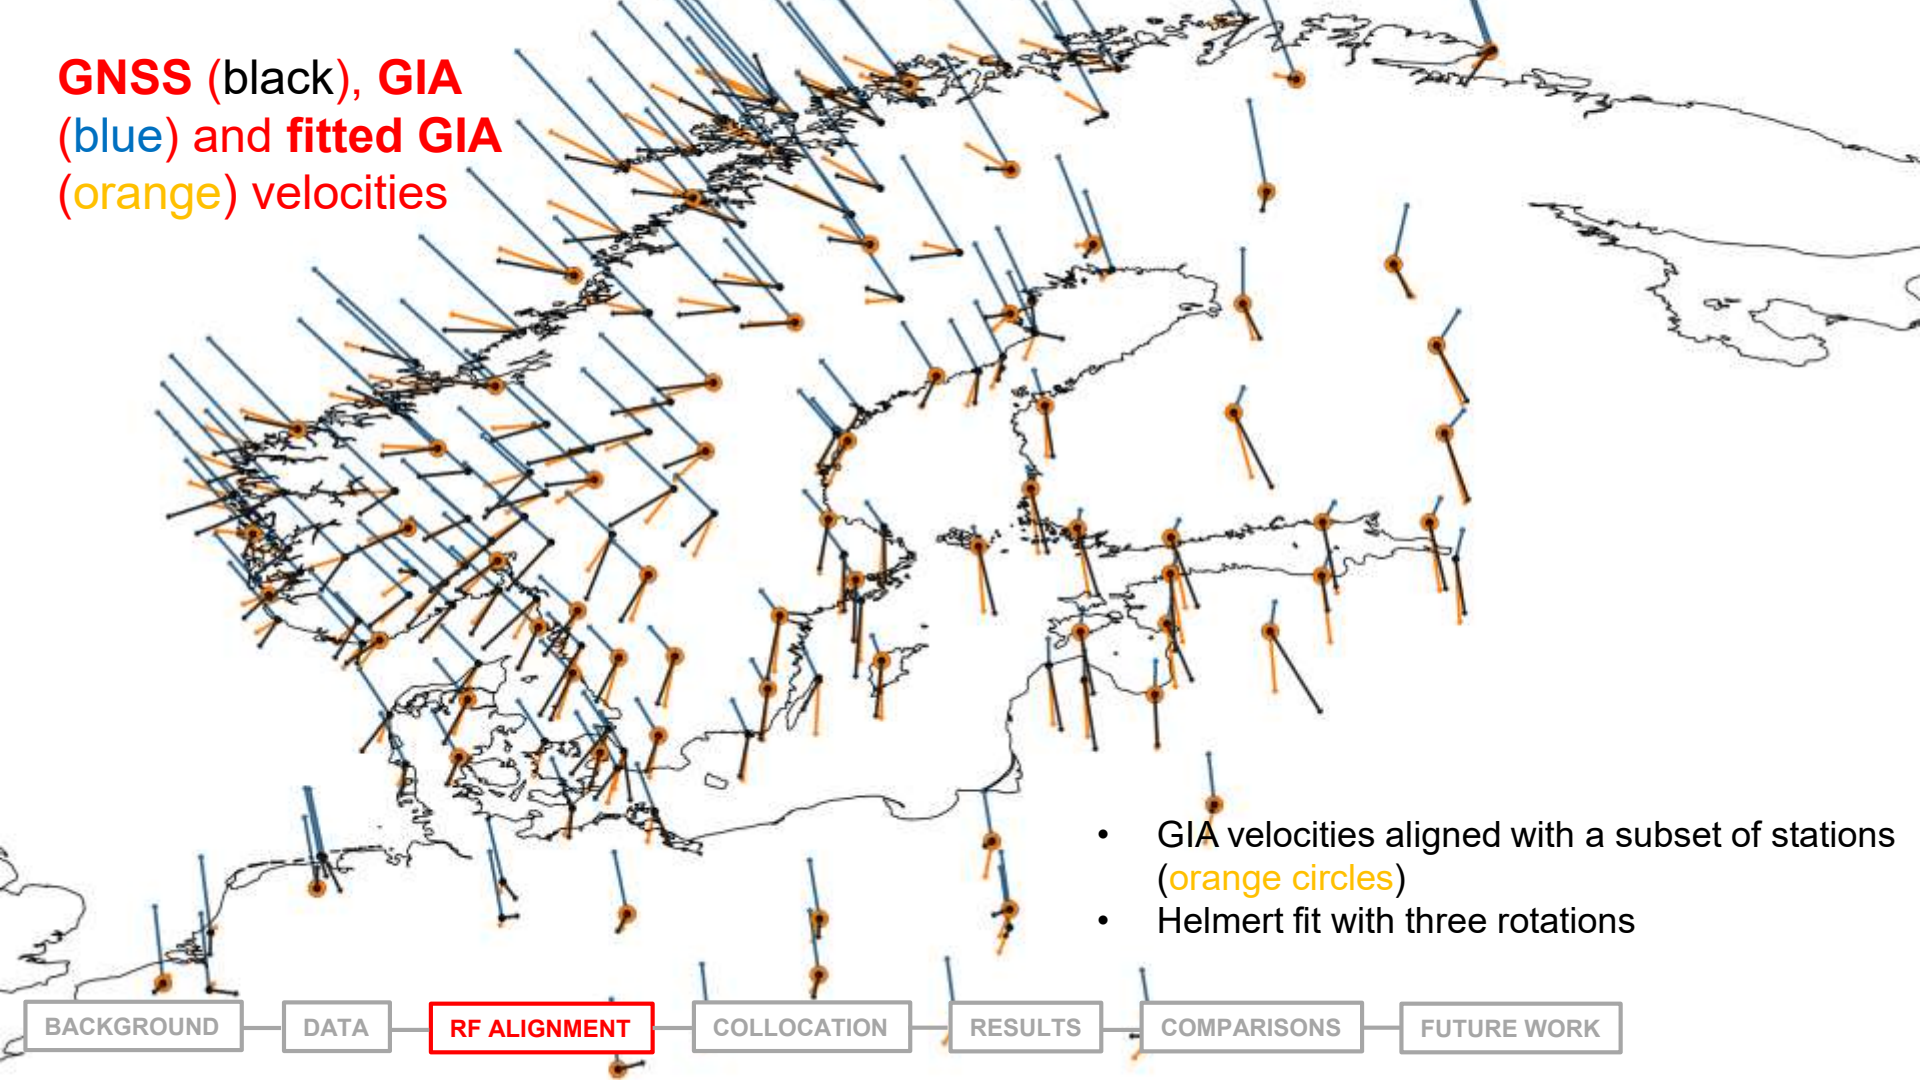 GNSS (black), GIA
(blue) and fitted GIA
(orange) velocities
• GIA velocities aligned with a subset of stations
(orange circles)
• Helmert fit with three rotations
BACKGROUND
DATA
RF ALIGNMENT
COLLOCATION
RESULTS
COMPARISONS
FUTURE WORK